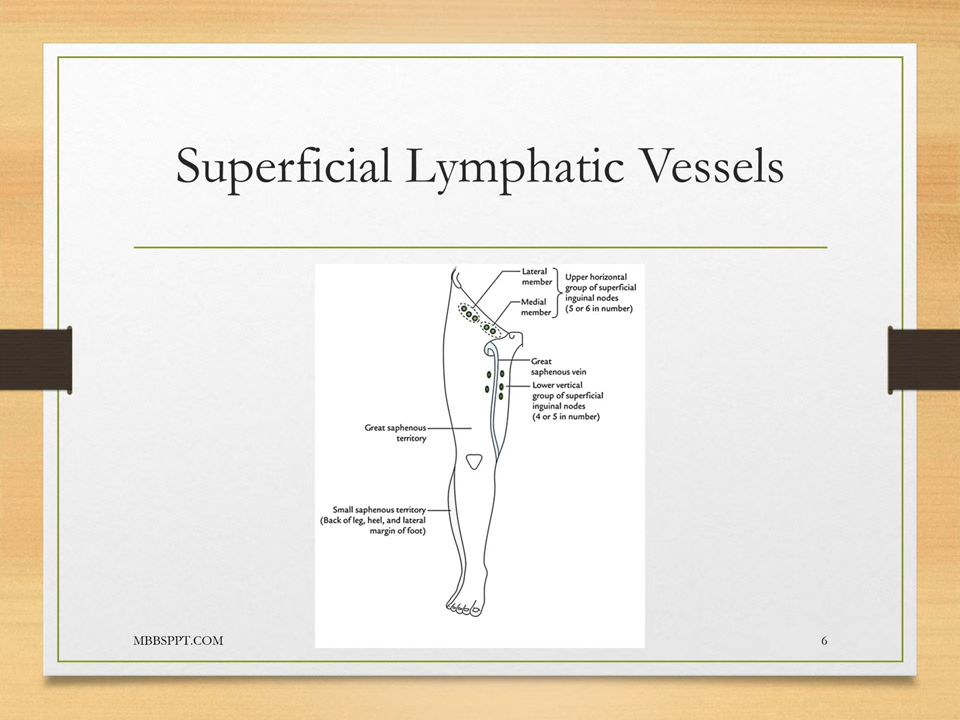 Superficial Lymphatic Vessels
Lateral
member
Medial
member
Upper horizontal
group of superficial
inguinal nodes
(5 or 6 in number)
Great
saphenous vein
Lower vertical
group of superficial
inguinal nodes
(4 or 5 in number)
Great saphenous
territory
Small saphenous territory
(Back of leg, heel, and lateral
margin of foot)
MBBSPPT.COM
6